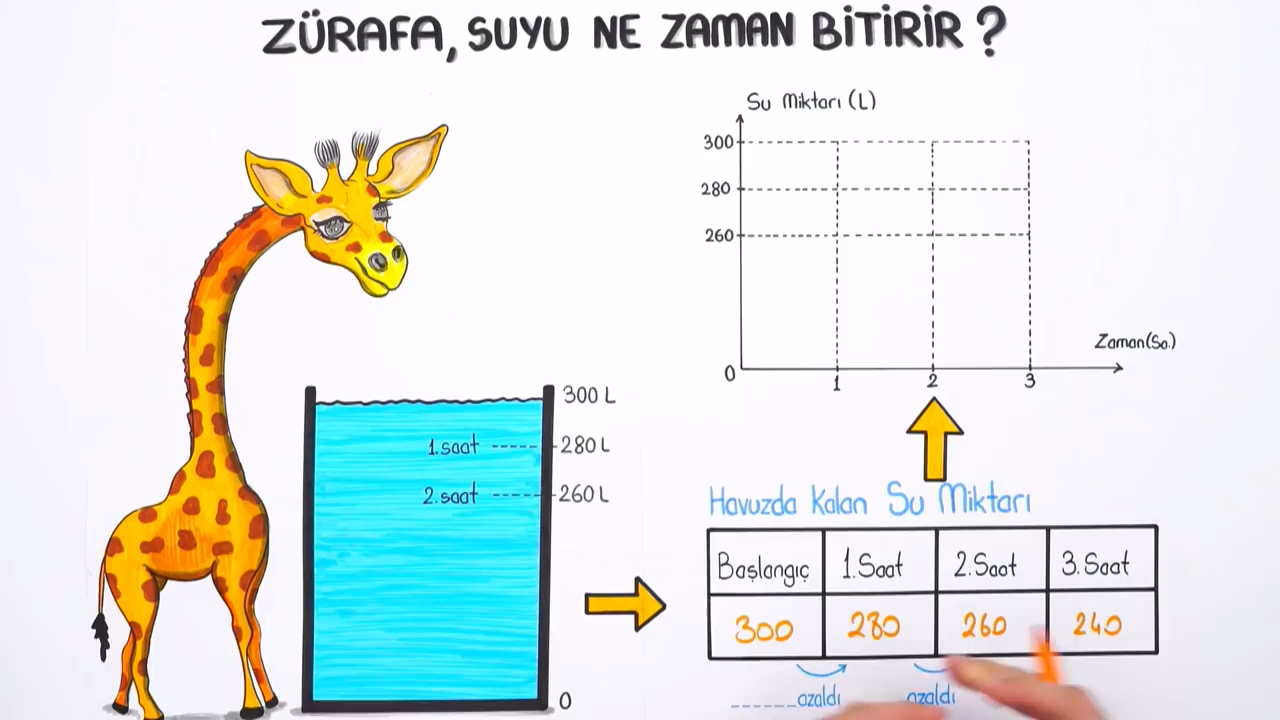 ZÜRAFA, SUYU NE ZAMAN BİTİRİR ?
Su Miktarı (L)
300
280
260
0
1
2
3
Zaman(Sa.)
300 L
1.saat 280 L
2.saat 260 L
0
Havuzda Kalan Su Miktarı
Başlangıç 1.Saat 2.Saat 3.Saat
300 280 260 240
______azaldı azaldı